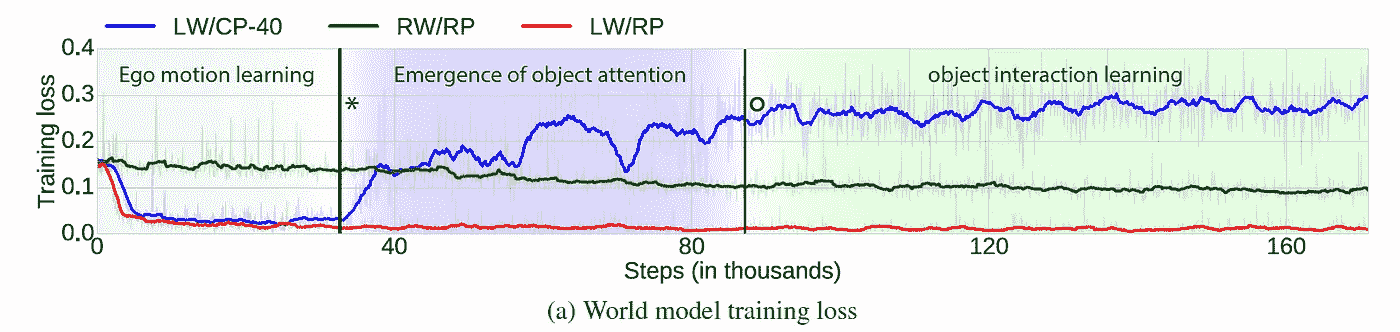 LW/CP-40 RW/RP LW/RP
0.4
Ego motion learning Emergence of object attention object interaction learning
0.3
*
0.2
0.1
0.0
Training loss
0 40 80 120 160
Steps (in thousands)
(a) World model training loss